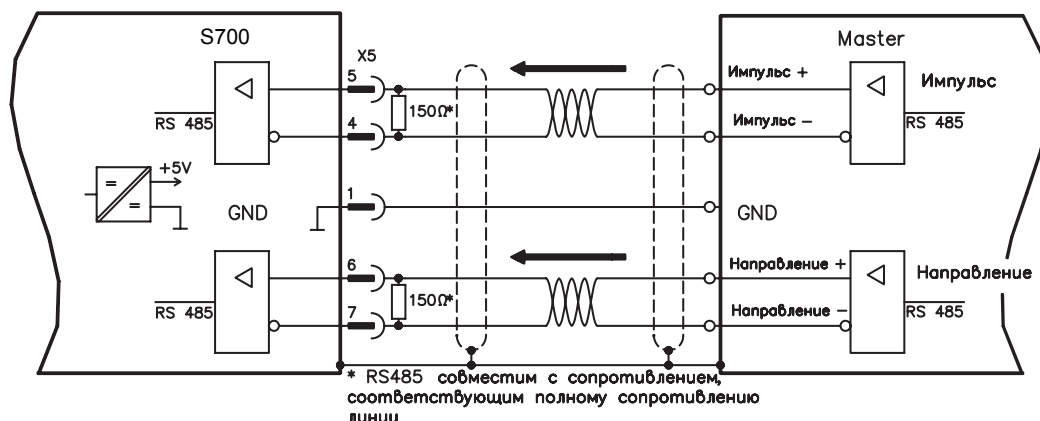 S700
Master
X5
5
Импульс +
Импульс
150Ω*
RS 485
4
Импульс –
RS 485
+5V
=
=
1
GND
GND
6
Направление +
Направление
150Ω*
RS 485
7
Направление –
RS 485
* RS485 совместим с сопротивлением,
соответствующим полному сопротивлению
линии